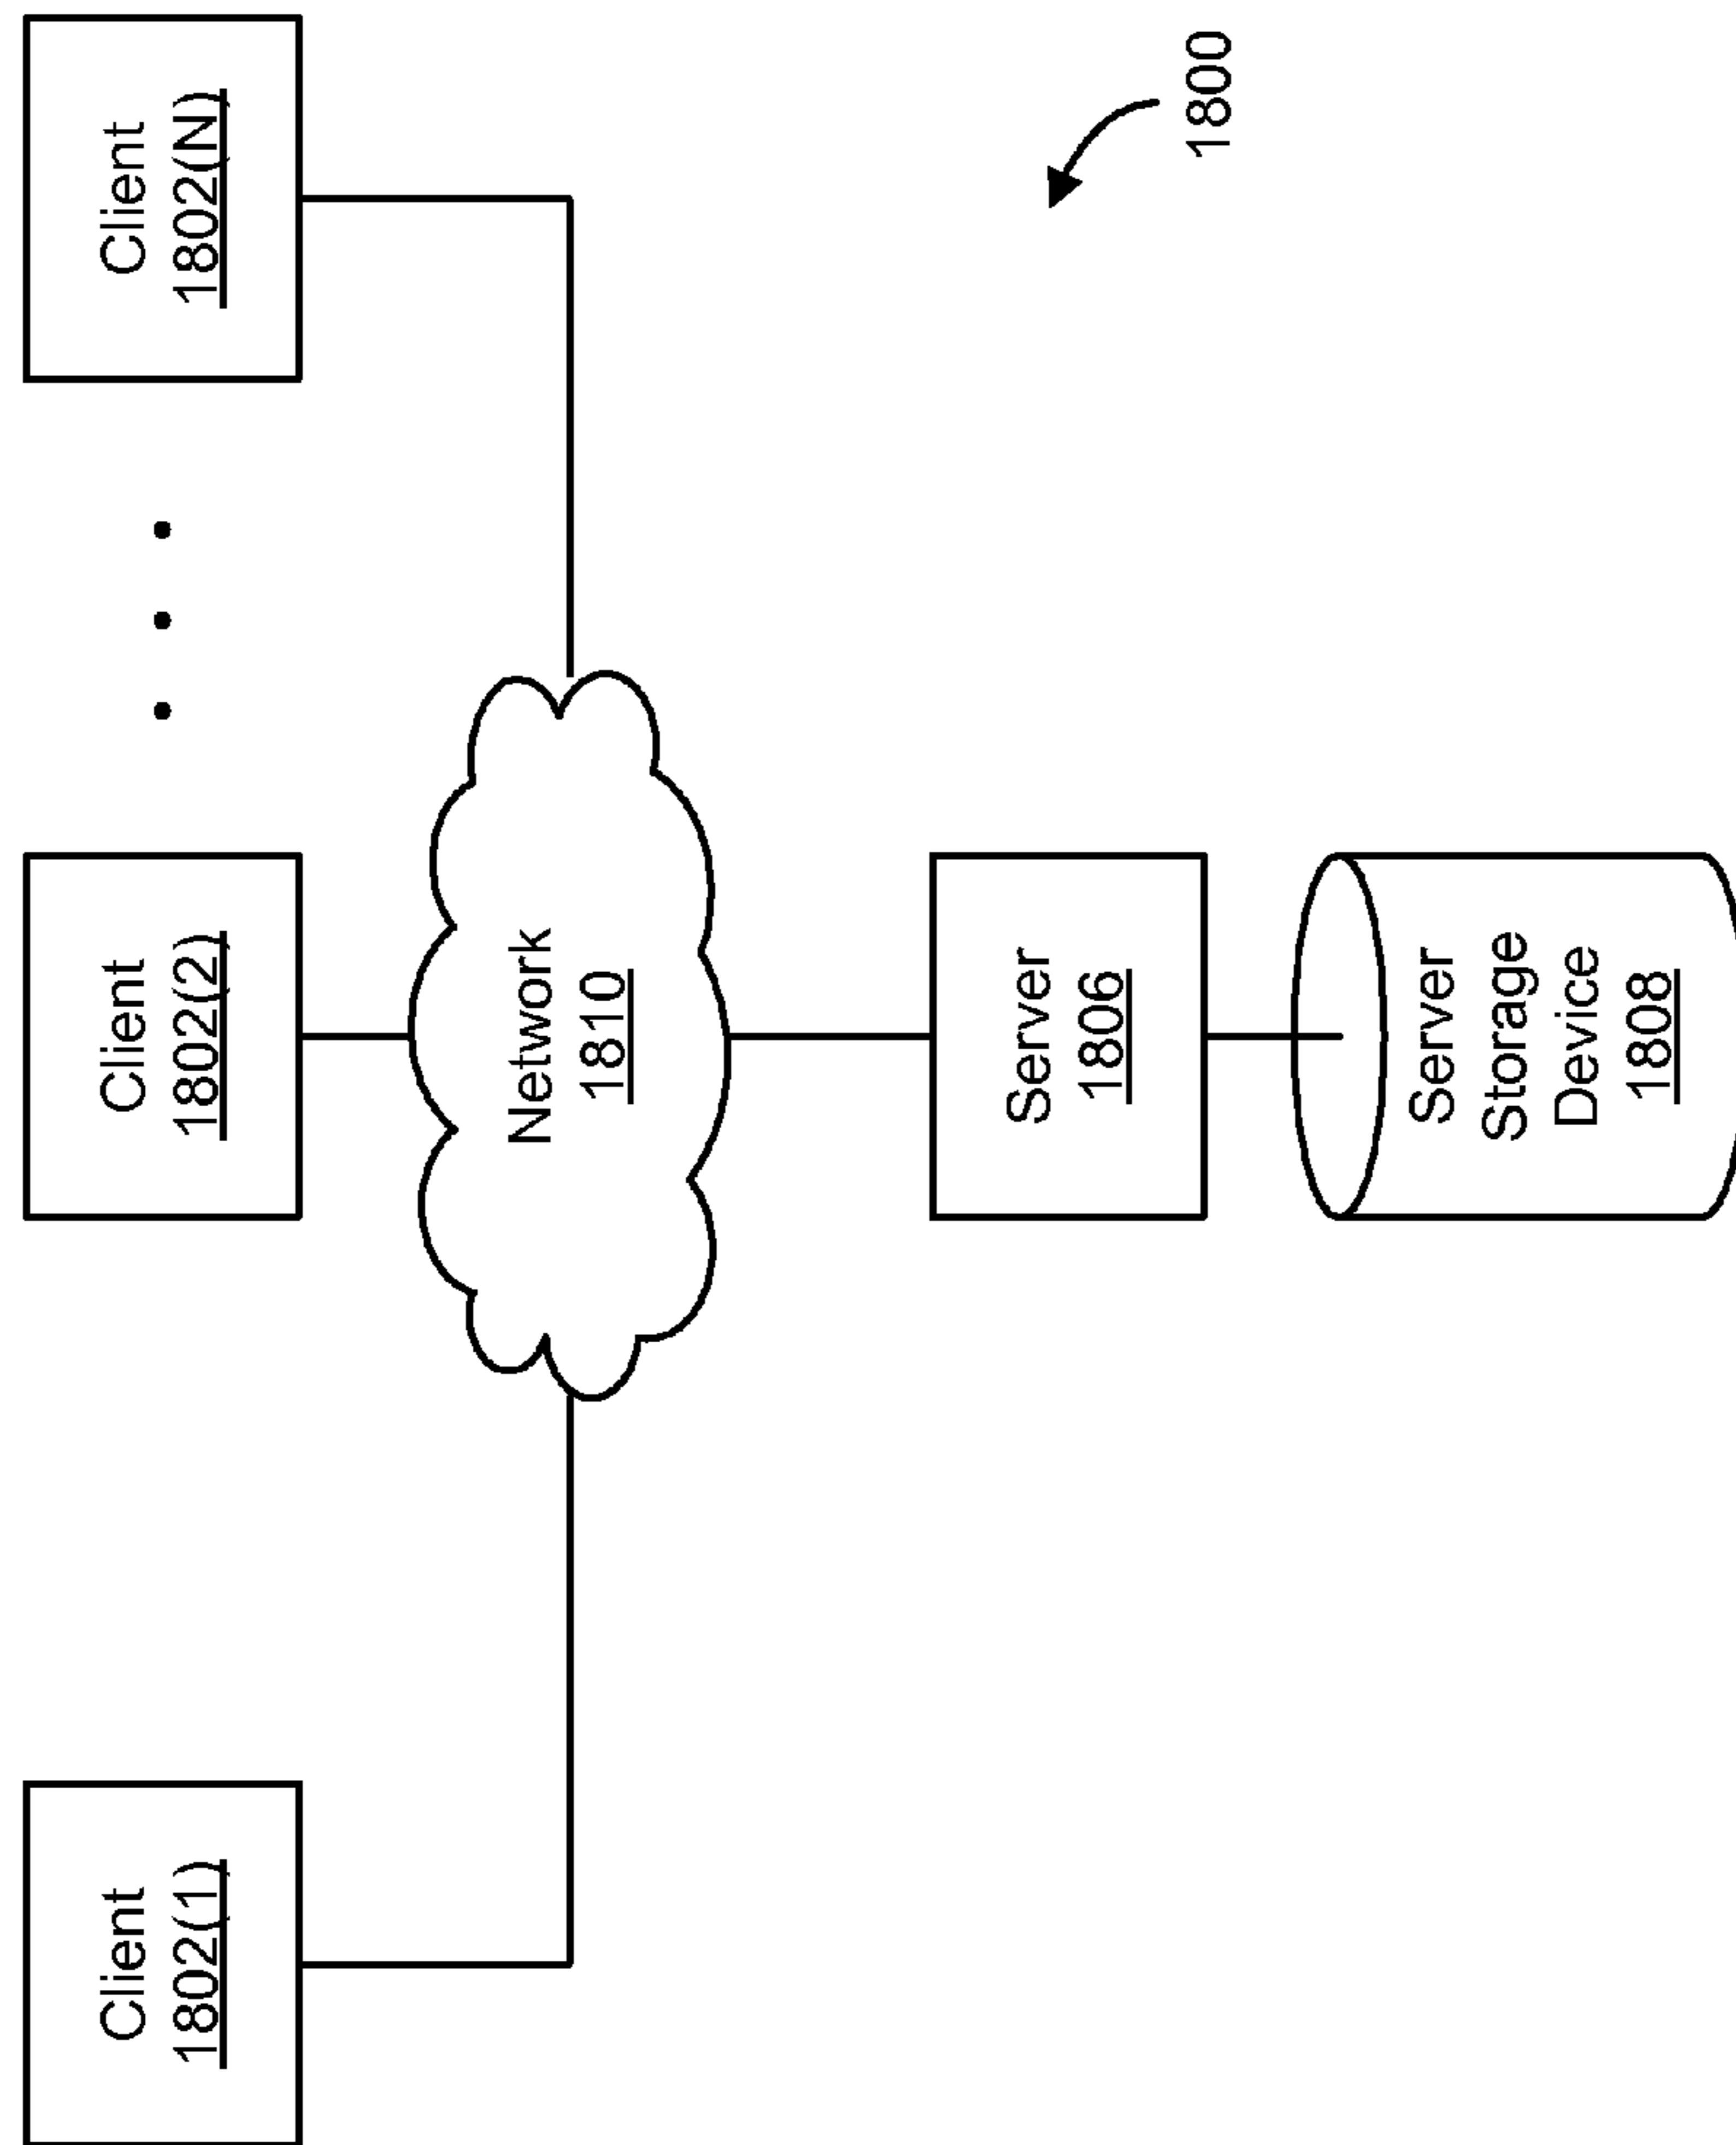 Client
1802(1)
Client
1802(2)
Client
1802(N)
Network
1810
Server
1806
Server
Storage
Device
1808
1800